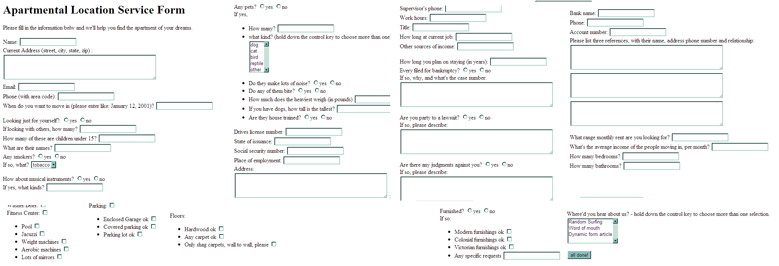 Apartmental Location Service Form
Please fill in the information below and we'll help you find the apartment of your dreams.
Name:
Current Address (street, city, state, zip) :
Email:
Phone (with area code):
When do you want to move in (please enter like: January 12, 2001)?
Looking just for yourself? yes no
If looking with others, how many?
How many of these are children under 15?
What are their names?
Any smokers? yes no
If so, what? tobacco
How about musical instruments? yes no
If yes, what kinds?
Any pets? yes no
If yes,
How many?
what kind? (hold down the control key to choose more than one
dog
cat
bird
reptile
other
Do they make lots of noise? yes no
Do any of them bite? yes no
How much does the heaviest weigh (in pounds)
If you have dogs, how tall is the tallest?
Are they house trained? yes no
Drives license number:
State of issuance:
Social security number:
Place of employment:
Address:
Supervisor's phone:
Work hours:
Title:
How long at current job:
Other sources of income:
How long you plan on staying (in years):
Every filed for bankruptcy? yes no
If so, why, and what's the case number:
Are you party to a lawsuit? yes no
If so, please describe:
Are there any judgments against you? yes no
If so, please describe:
Bank name:
Phone:
Account number:
Please list three references, with their name, address phone number and relationship:
What range monthly rent are you looking for?
What's the average income of the people moving in, per month?
How many bedrooms?
How many bathrooms?
Fitness Center:
Pool
Jacuzzi
Weight machines
Aerobic machines
Lots of mirrors
Parking
Enclosed Garage ok
Covered parking ok
Parking lot ok
Floors:
Hardwood ok
Any carpet ok
Only shag carpets, wall to wall, please
Furnished? yes no
If so:
Modern furnishings ok
Colonial furnishings ok
Victorian furnishings ok
Any specific requests
Where'd you hear about us? - hold down the control key to choose more than one selection.
Random Surfing
Word of mouth
Dynamic form article
all done!